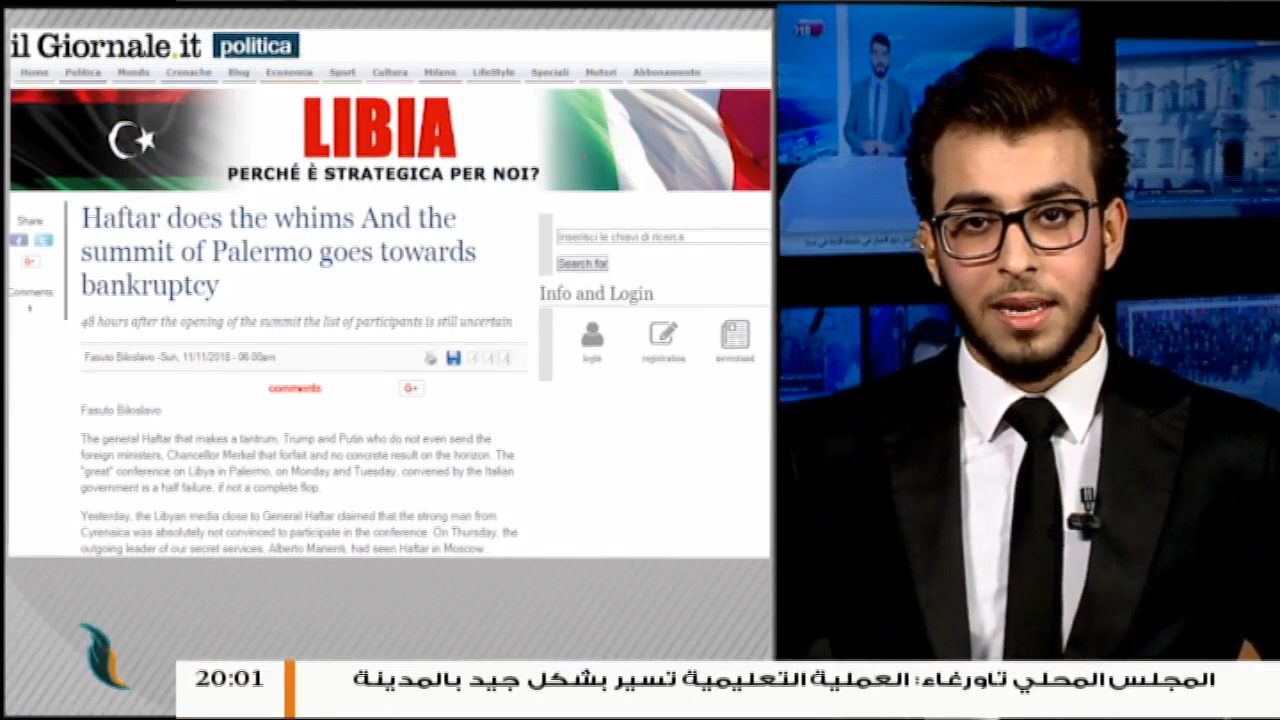 il Giornale.it politica
Home Politica Mondo Cronache Blog Economia Sport Cultura Milano LifeStyle Speciali Motori Abbonamento
LIBIA
PERCHÉ È STRATEGICA PER NOI?
Share
Comments
Haftar does the whims And the
summit of Palermo goes towards
bankruptcy
48 hours after the opening of the summit the list of participants is still uncertain
Fasuto Biloslavo -Sun, 11/11/2018 - 06:00am
comments
G+
Inserisci le chiavi di ricerca
Search for
Info and Login
login registration
Fasuto Biloslavo
The general Haftar that makes a tantrum, Trump and Putin who do not even send the
foreign ministers, Chancellor Merkel that forfait and no concrete result on the horizon. The
"great" conference on Libya in Palermo, on Monday and Tuesday, convened by the Italian
government is a half failure, if not a complete flop.
Yesterday, the Libyan media close to General Haftar claimed that the strong man from
Cyrenaica was absolutely not convinced to participate in the conference. On Thursday, the
outgoing leader of our secret services, Alberto Manenti, had seen Haftar in Moscow.
20:01
المجلس المحلي تاورغاء: العملية التعليمية تسير بشكل جيد بالمدينة